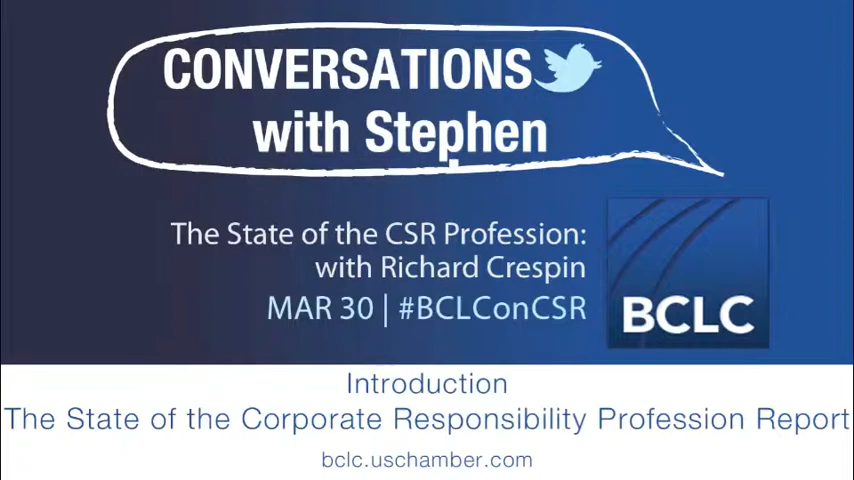 CONVERSATIONS
with Stephen
The State of the CSR Profession:
with Richard Crespin
MAR 30 | #BCLConCSR
BCLC
Introduction
The State of the Corporate Responsibility Profession Report
bclc.uschamber.com